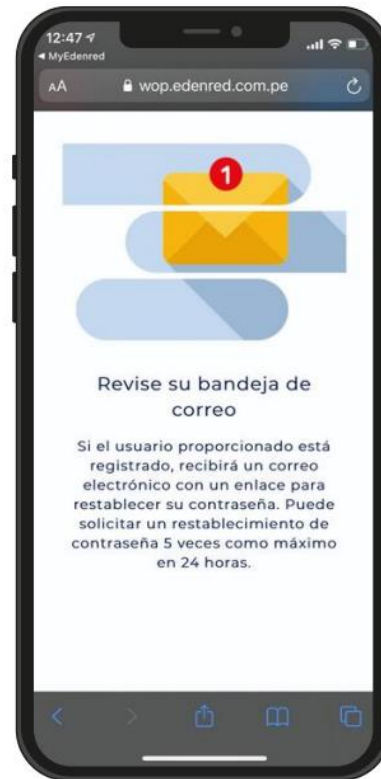 12:47
MyEdenred
AA wop.edenred.com.pe
1
Revise su bandeja de
correo
Si el usuario proporcionado está
registrado, recibirá un correo
electrónico con un enlace para
restablecer su contraseña. Puede
solicitar un restablecimiento de
contraseña 5 veces como máximo
en 24 horas.